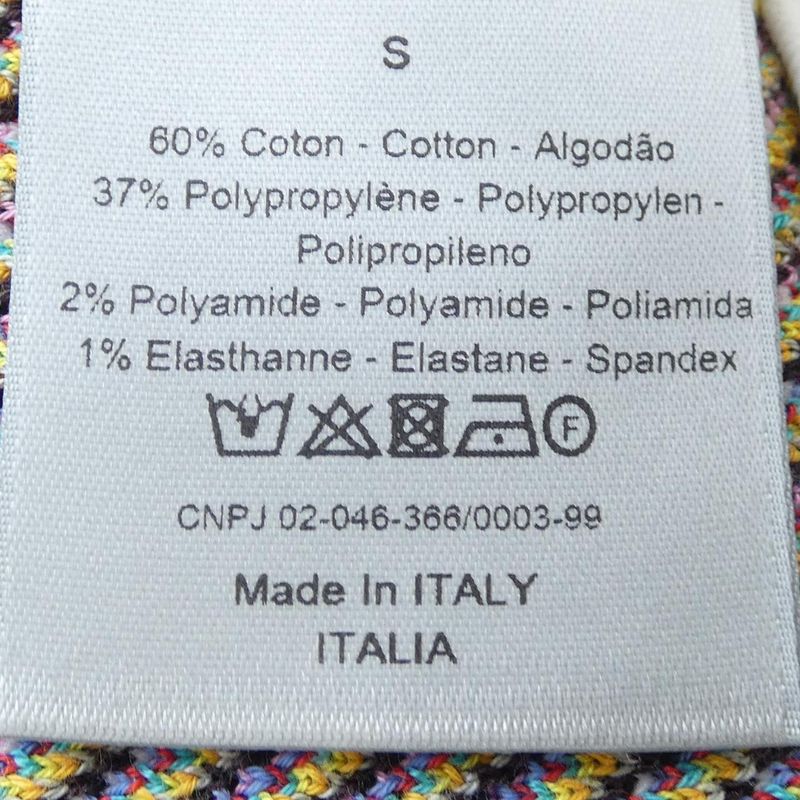 S
60% Coton - Cotton - Algodão
37% Polypropylène - Polypropylen -
Polipropileno
2% Polyamide - Polyamide - Poliamida
1% Elasthanne - Elastane - Spandex
F
CNPJ 02-046-366/0003-99
Made In ITALY
ITALIA